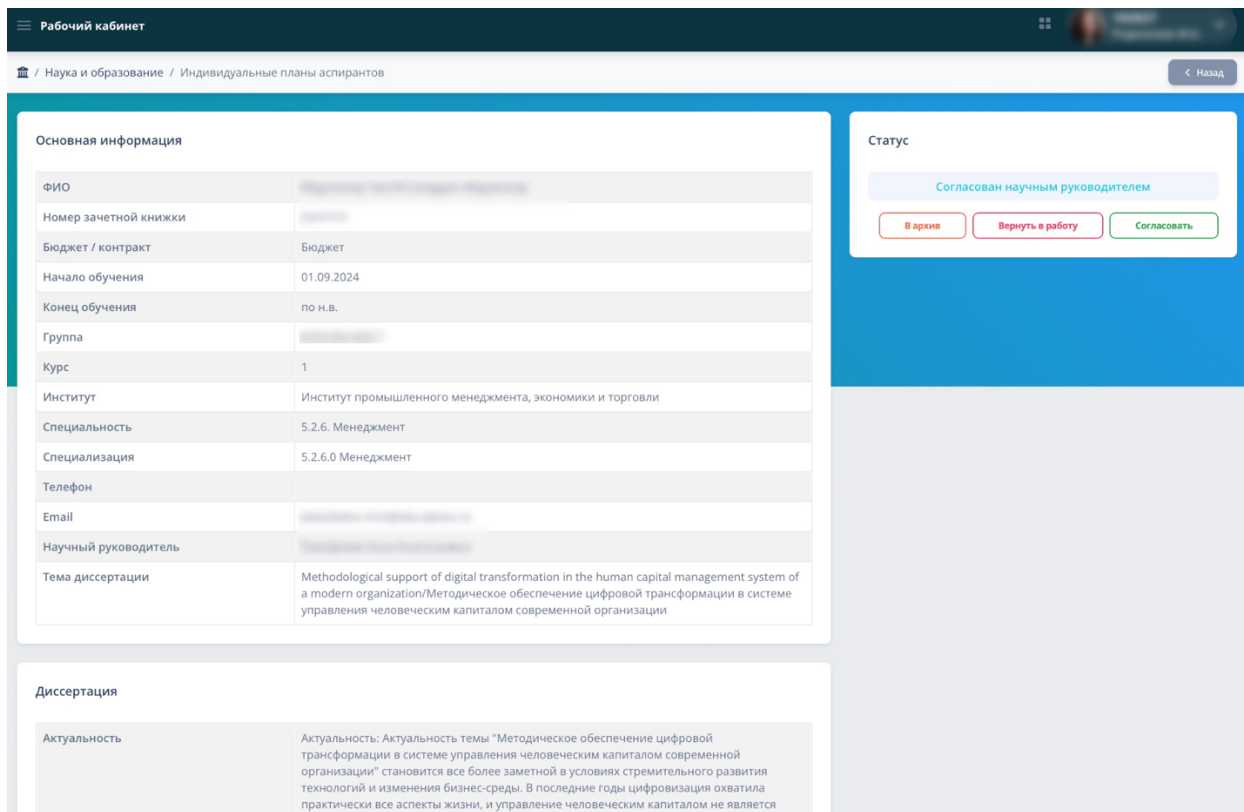 Рабочий кабинет
/ Наука и образование / Индивидуальные планы аспирантов
Назад
Основная информация
ФИО
Номер зачетной книжки
Бюджет / контракт Бюджет
Начало обучения 01.09.2024
Конец обучения по н.в.
Группа
Курс 1
Институт Институт промышленного менеджмента, экономики и торговли
Специальность 5.2.6. Менеджмент
Специализация 5.2.6.0 Менеджмент
Телефон
Email
Научный руководитель
Тема диссертации Methodological support of digital transformation in the human capital management system of
a modern organization/Методическое обеспечение цифровой трансформации в системе
управления человеческим капиталом современной организации
Статус
Согласован научным руководителем
В архив Вернуть в работу Согласовать
Диссертация
Актуальность Актуальность: Актуальность темы "Методическое обеспечение цифровой
трансформации в системе управления человеческим капиталом современной
организации" становится все более заметной в условиях стремительного развития
технологий и изменения бизнес-среды. В последние годы цифровизация охватила
практически все аспекты жизни, и управление человеческим капиталом не является